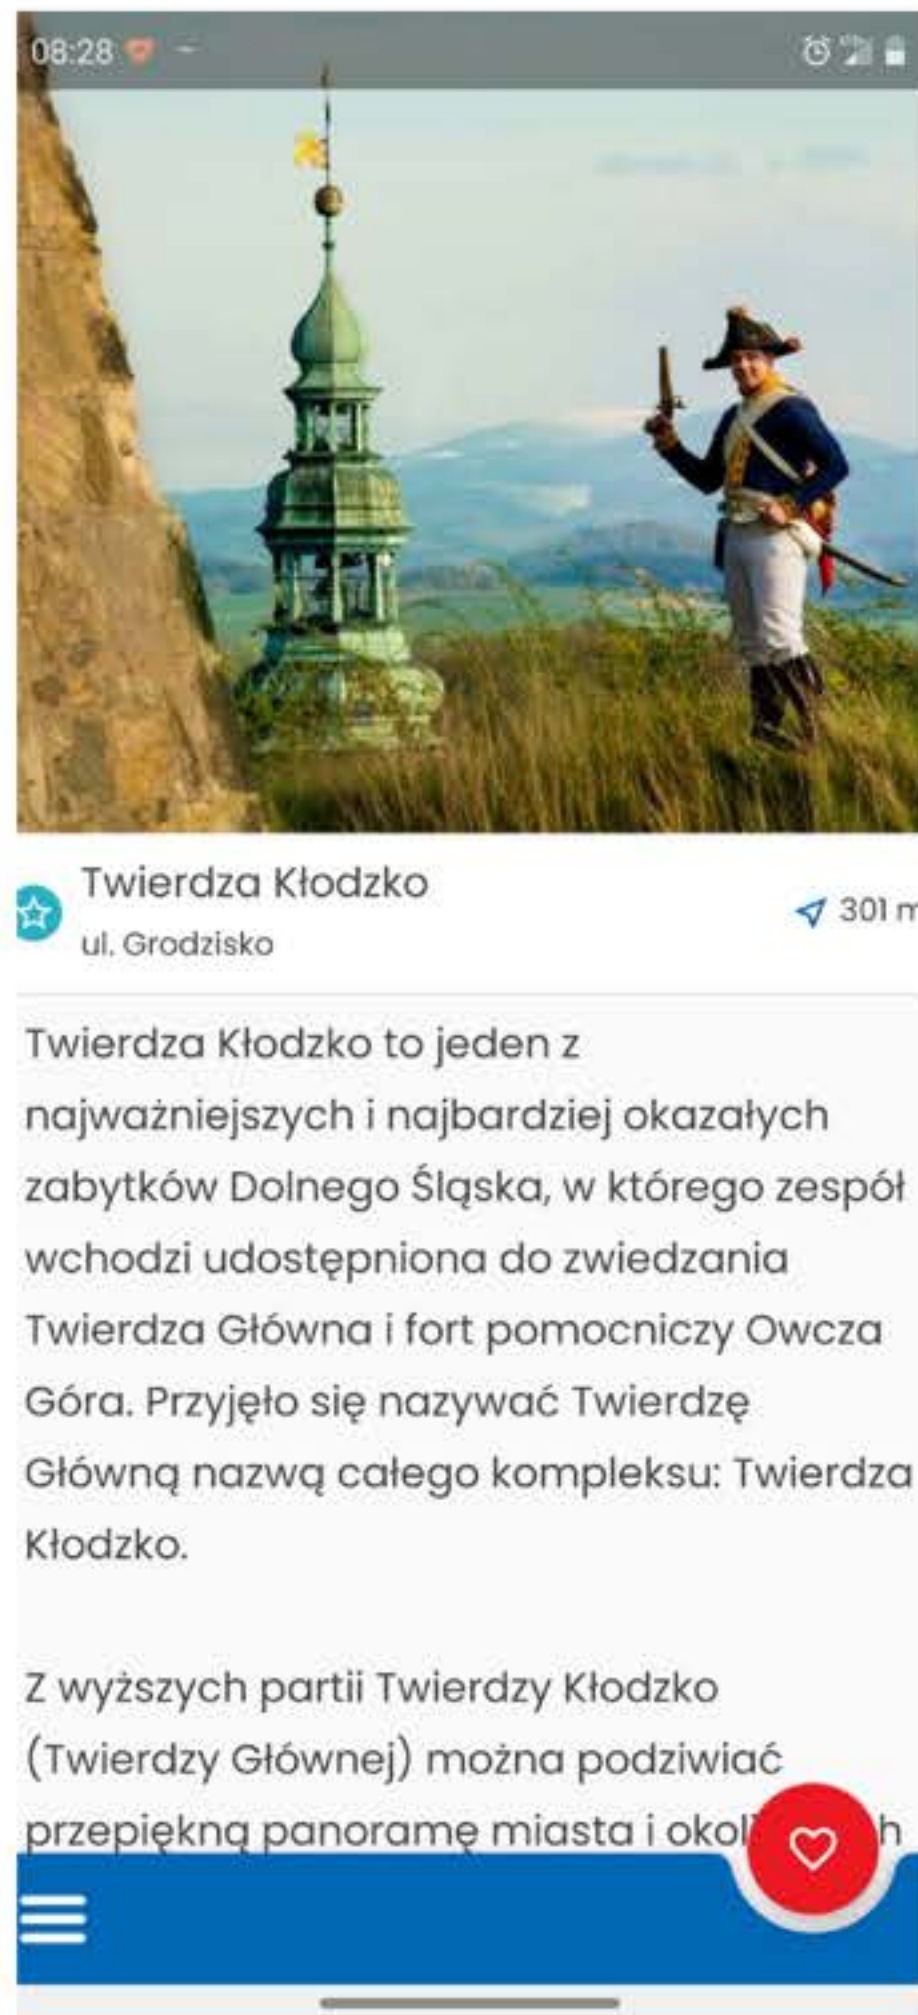 08:28
Twierdza Kłodzko
301 m
ul. Grodzisko
Twierdza Kłodzko to jeden z
najważniejszych i najbardziej okazałych
zabytków Dolnego Śląska, w którego zespół
wchodzi udostępniona do zwiedzania
Twierdza Główna i fort pomocniczy Owcza
Góra. Przyjęło się nazywać Twierdzę
Główną nazwą całego kompleksu: Twierdza
Kłodzko.
Z wyższych partii Twierdzy Kłodzko
(Twierdzy Głównej) można podziwiać
przepiękną panoramę miasta i